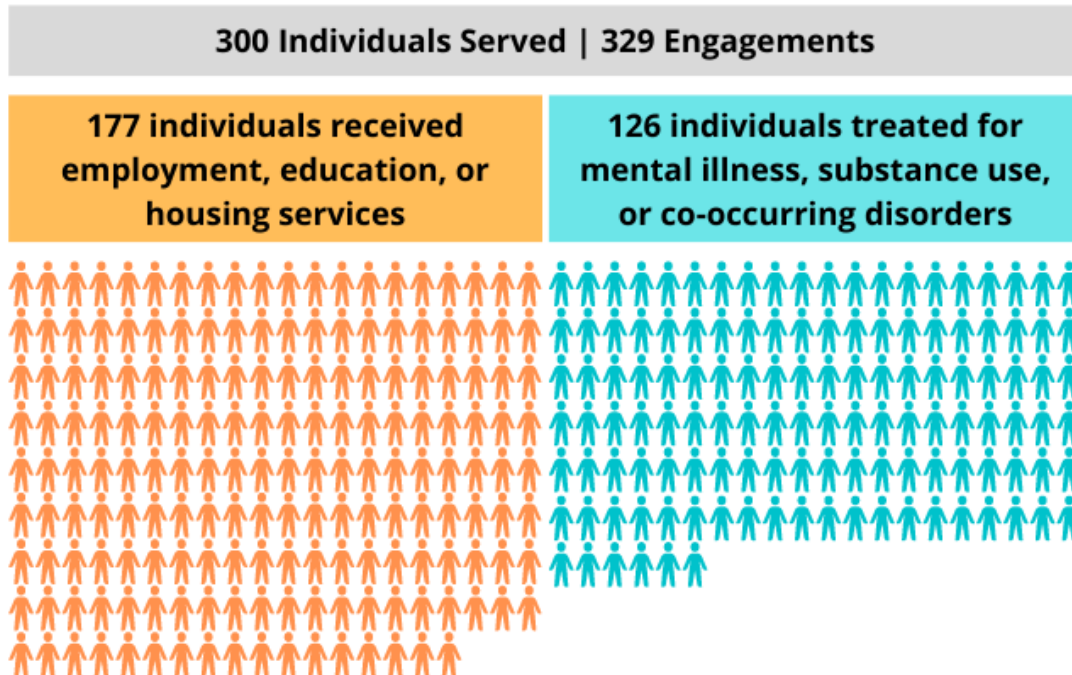 300 Individuals Served | 329 Engagements
177 individuals received
employment, education, or
housing services
126 individuals treated for
mental illness, substance use,
or co-occurring disorders